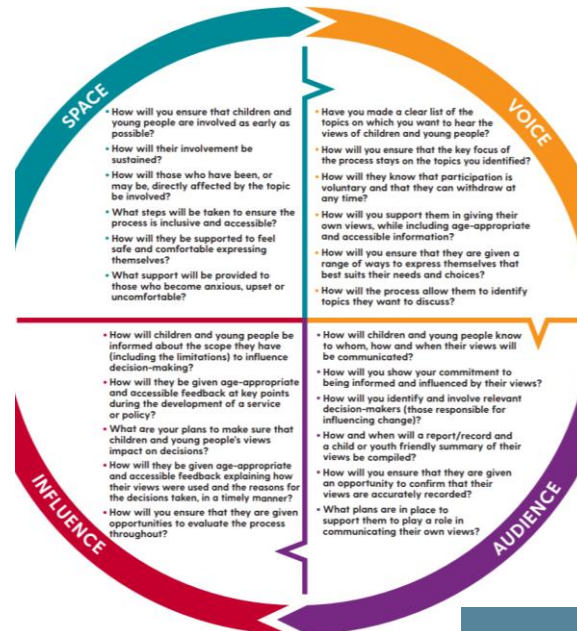 SPACE
• How will you ensure that children and
young people are involved as early as
possible?
• How will their involvement be
sustained?
• How will those who have been, or
may be, directly affected by the topic
be involved?
• What steps will be taken to ensure the
process is inclusive and accessible?
• How will they be supported to feel
safe and comfortable expressing
themselves?
• What support will be provided to
those who become anxious, upset or
uncomfortable?
VOICE
• Have you made a clear list of the
topics on which you want to hear the
views of children and young people?
• How will you ensure that the key focus
of the process stays on the topics you identified?
• How will they know that participation is
voluntary and that they can withdraw at
any time?
• How will you support them in giving their
own views, while including age-appropriate
and accessible information?
• How will you ensure that they are given a
range of ways to express themselves that
best suits their needs and choices?
• How will the process allow them to identify
topics they want to discuss?
INFLUENCE
• How will children and young people be
informed about the scope they have
(including the limitations) to influence
decision-making?
• How will they be given age-appropriate
and accessible feedback at key points
during the development of a service
or policy?
• What are your plans to make sure that
children and young people's views
impact on decisions?
• How will they be given age-appropriate
and accessible feedback explaining how
their views were used and the reasons for
the decisions taken, in a timely manner?
• How will you ensure that they are given
opportunities to evaluate the process
throughout?
AUDIENCE
• How will children and young people know
to whom, how and when their views will
be communicated?
• How will you show your commitment to
being informed and influenced by their views?
• How will you identify and involve relevant
decision-makers (those responsible for
influencing change)?
• How and when will a report/record and
a child or youth friendly summary of their
views be compiled?
• How will you ensure that they are given
an opportunity to confirm that their
views are accurately recorded?
• What plans are in place to
support them to play a role in
communicating their own views?